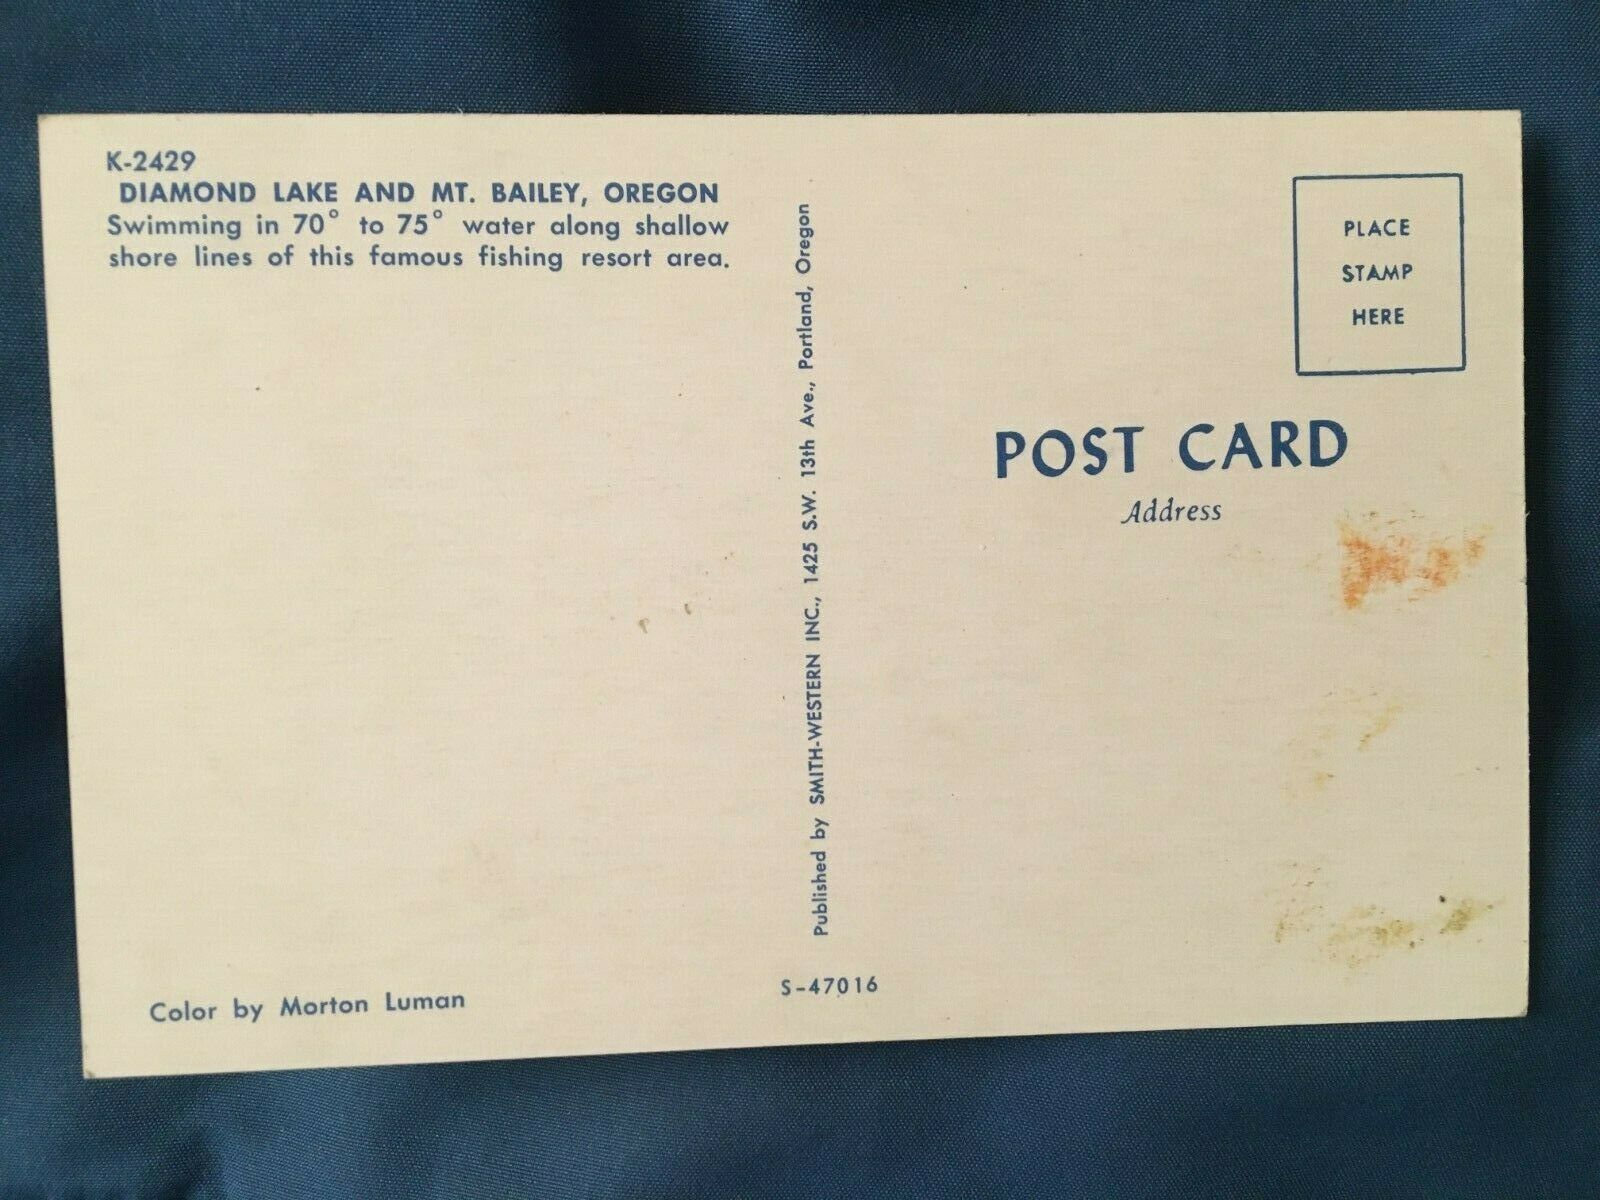 K-2429
DIAMOND LAKE AND MT. BAILEY, OREGON
Swimming in 70° to 75° water along shallow
shore lines of this famous fishing resort area.
Color by Morton Luman
Published by SMITH-WESTERN INC., 1425 S.W. 13th Ave., Portland, Oregon
S-47016
PLACE
STAMP
HERE
POST CARD
Address